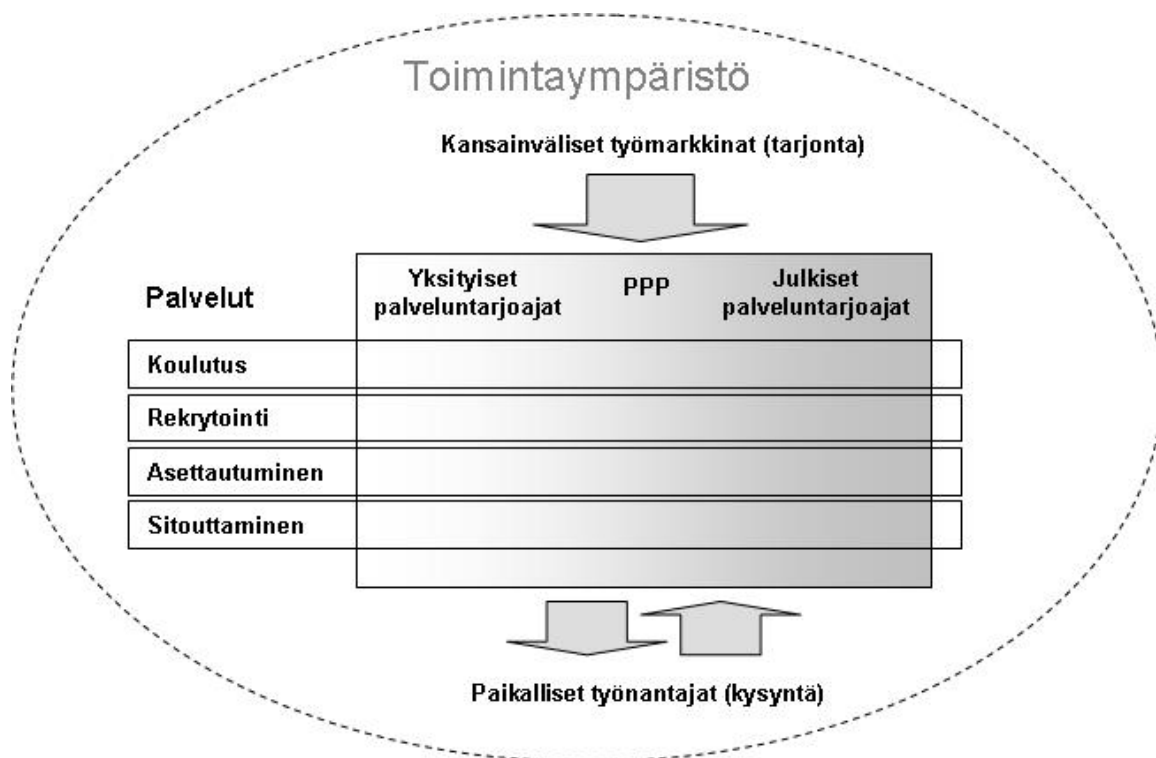 Toimintaympäristö
Kansainväliset työmarkkinat (tarjonta)
Palvelut
Yksityiset
palveluntarjoajat
PPP
Julkiset
palveluntarjoajat
Koulutus
Rekrytointi
Asettautuminen
Sitouttaminen
Paikalliset työnantajat (kysyntä)